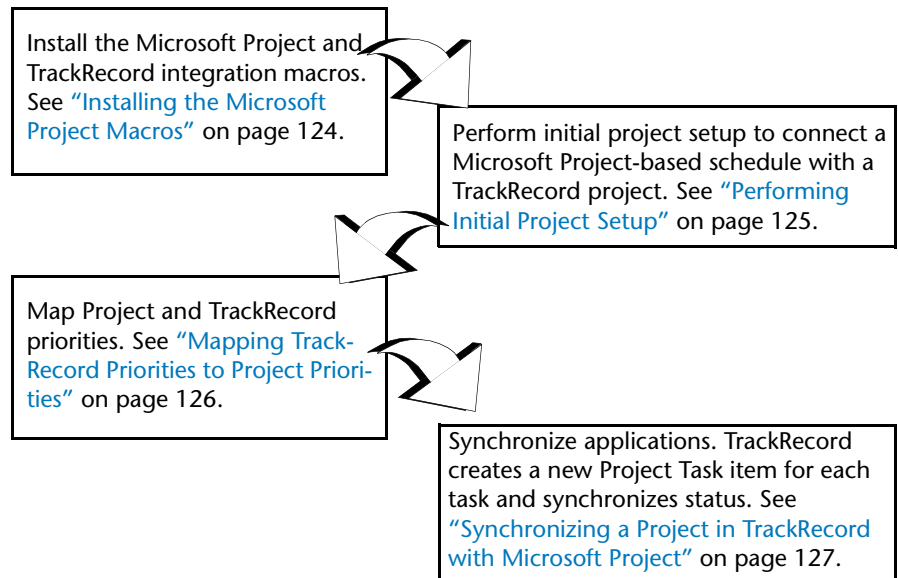 Install the Microsoft Project and
TrackRecord integration macros.
See “Installing the Microsoft
Project Macros” on page 124.
Perform initial project setup to connect a
Microsoft Project-based schedule with a
TrackRecord project. See “Performing
Initial Project Setup” on page 125.
Map Project and TrackRecord
priorities. See “Mapping Track-
Record Priorities to Project Priori-
ties” on page 126.
Synchronize applications. TrackRecord
creates a new Project Task item for each
task and synchronizes status. See
“Synchronizing a Project in TrackRecord
with Microsoft Project” on page 127.